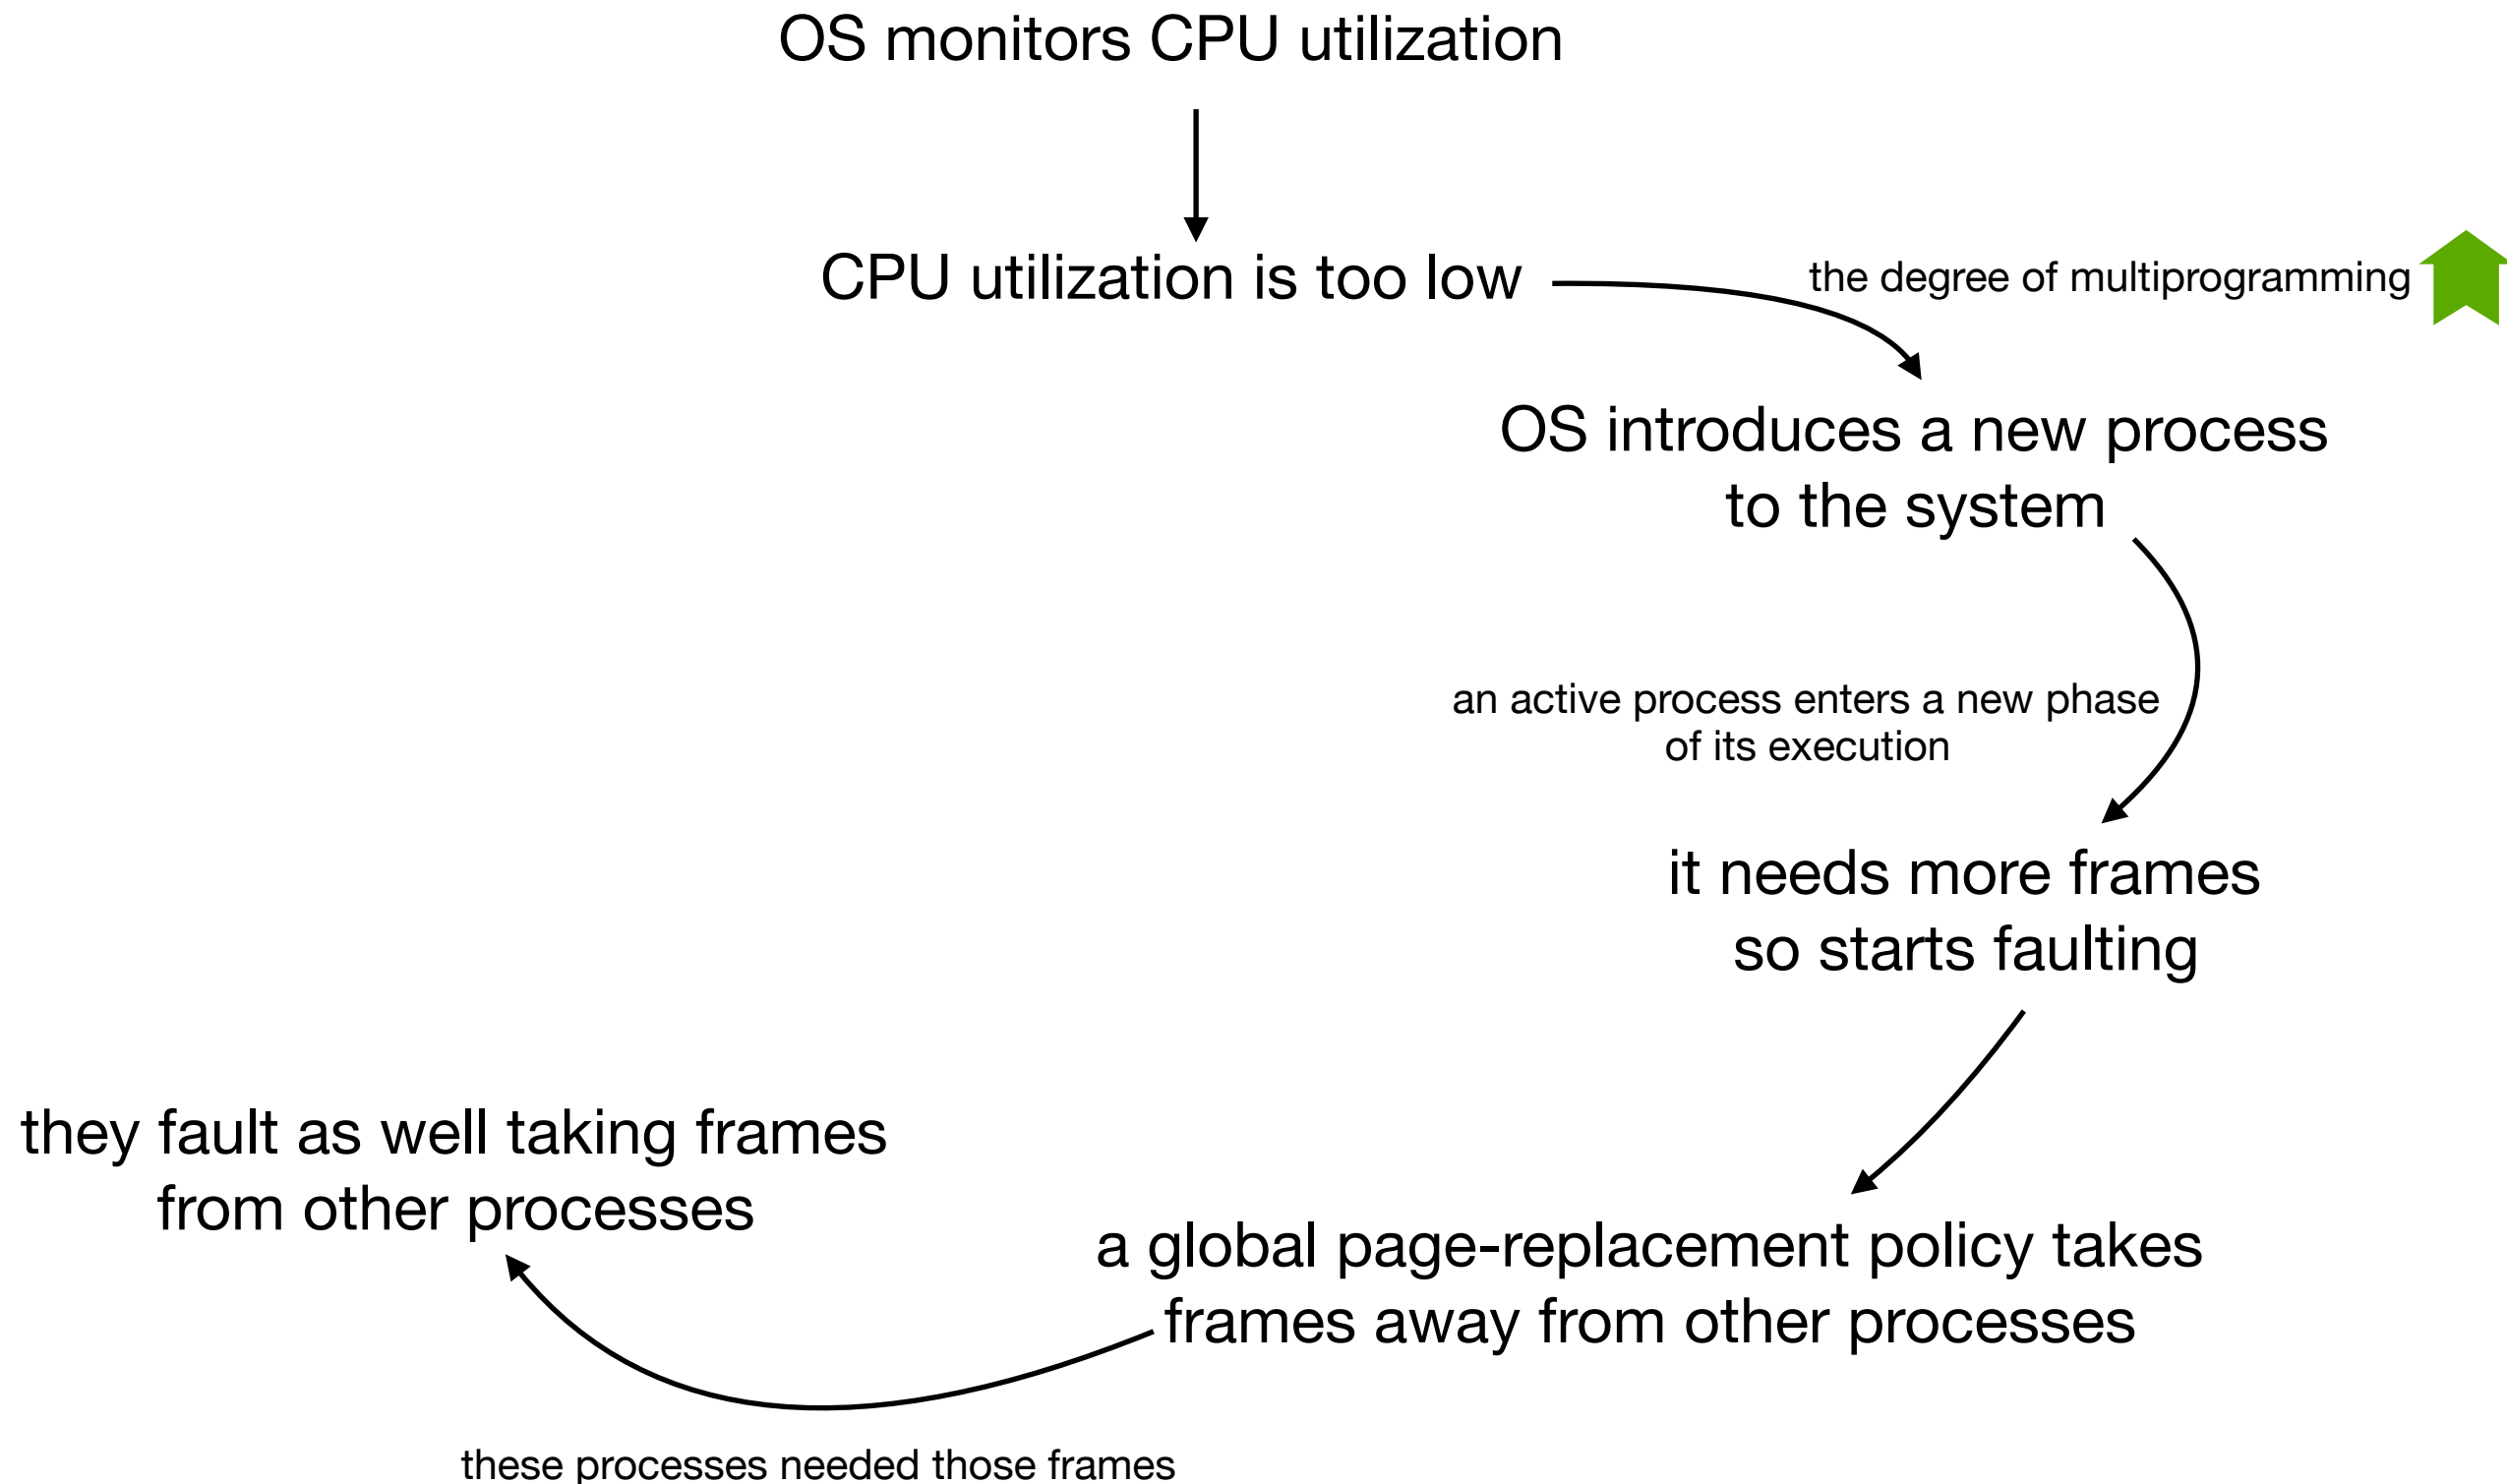 OS monitors CPU utilization
CPU utilization is too low
the degree of multiprogramming
OS introduces a new process
to the system
an active process enters a new phase
of its execution
it needs more frames
so starts faulting
a global page-replacement policy takes
frames away from other processes
these processes needed those frames
they fault as well taking frames
from other processes